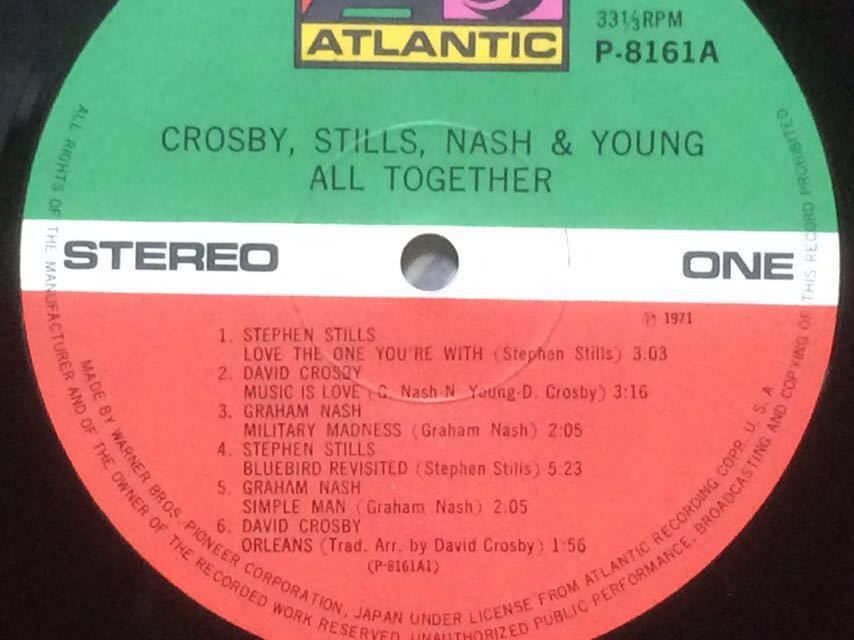 ATLANTIC
33⅓RPM
P-8161A
CROSBY, STILLS, NASH & YOUNG
ALL TOGETHER
STEREO
ONE
℗ 1971
1. STEPHEN STILLS
LOVE THE ONE YOU'RE WITH (Stephen Stills) 3.03
2. DAVID CROSBY
MUSIC IS LOVE (G. Nash-N. Young-D. Crosby) 3:16
3. GRAHAM NASH
MILITARY MADNESS (Graham Nash) 2:05
4. STEPHEN STILLS
BLUEBIRD REVISITED (Stephen Stills) 5:23
5. GRAHAM NASH
SIMPLE MAN (Graham Nash) 2:05
6. DAVID CROSBY
ORLEANS (Trad. Arr. by David Crosby) 1:56
(P-8161A1)
MADE BY WARNER BROS. PIONEER CORPORATION, JAPAN UNDER LICENSE FROM ATLANTIC RECORDING COPR. U.S.A.
ALL RIGHTS OF THE MANUFACTURER AND OF THE OWNER OF THE RECORDED WORK RESERVED. UNAUTHORIZED PUBLIC PERFORMANCE, BROADCASTING AND COPYING OF THIS RECORD PROHIBITED